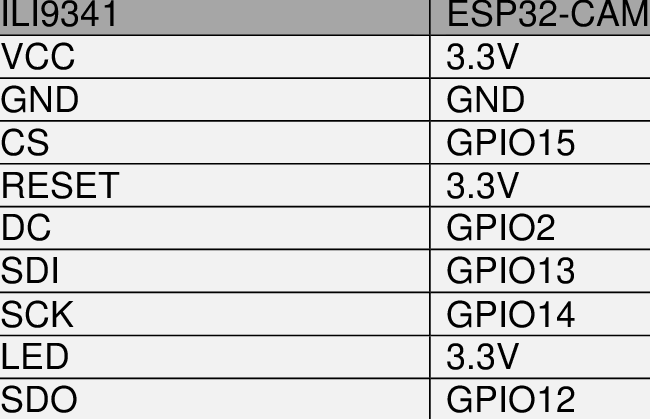 ILI9341 ESP32-CAM
VCC 3.3V
GND GND
CS GPIO15
RESET 3.3V
DC GPIO2
SDI GPIO13
SCK GPIO14
LED 3.3V
SDO GPIO12